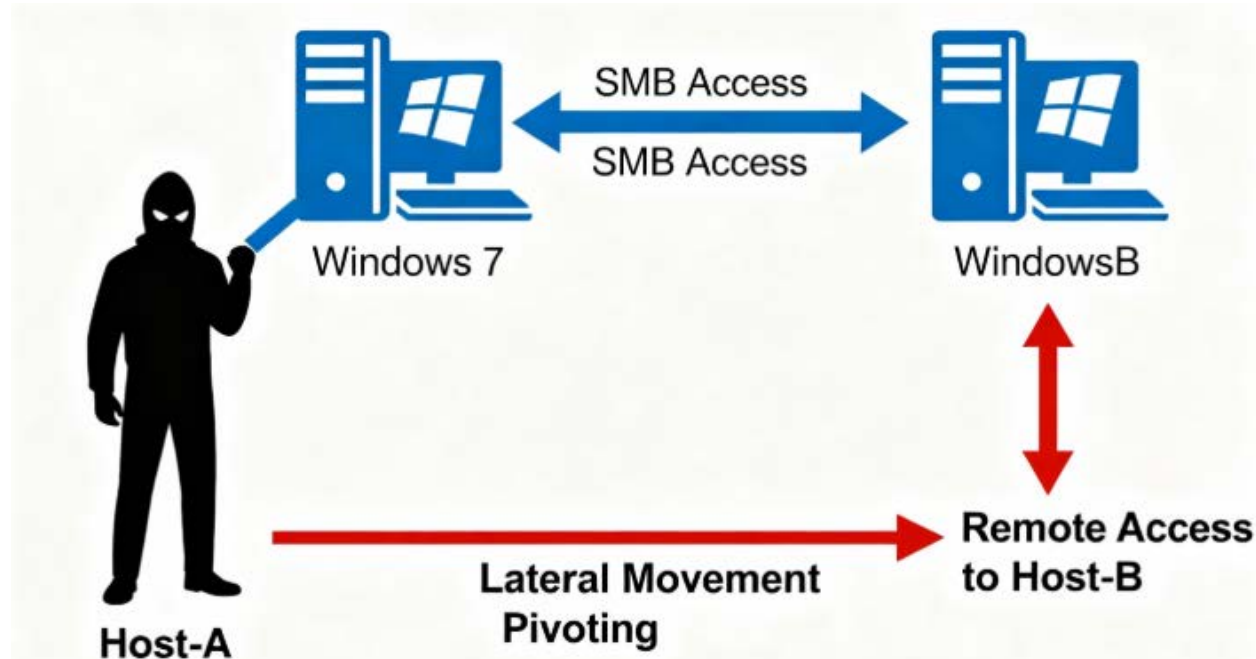 SMB Access
SMB Access
Windows 7
WindowsB
Remote Access
to Host-B
Lateral Movement
Pivoting
Host-A